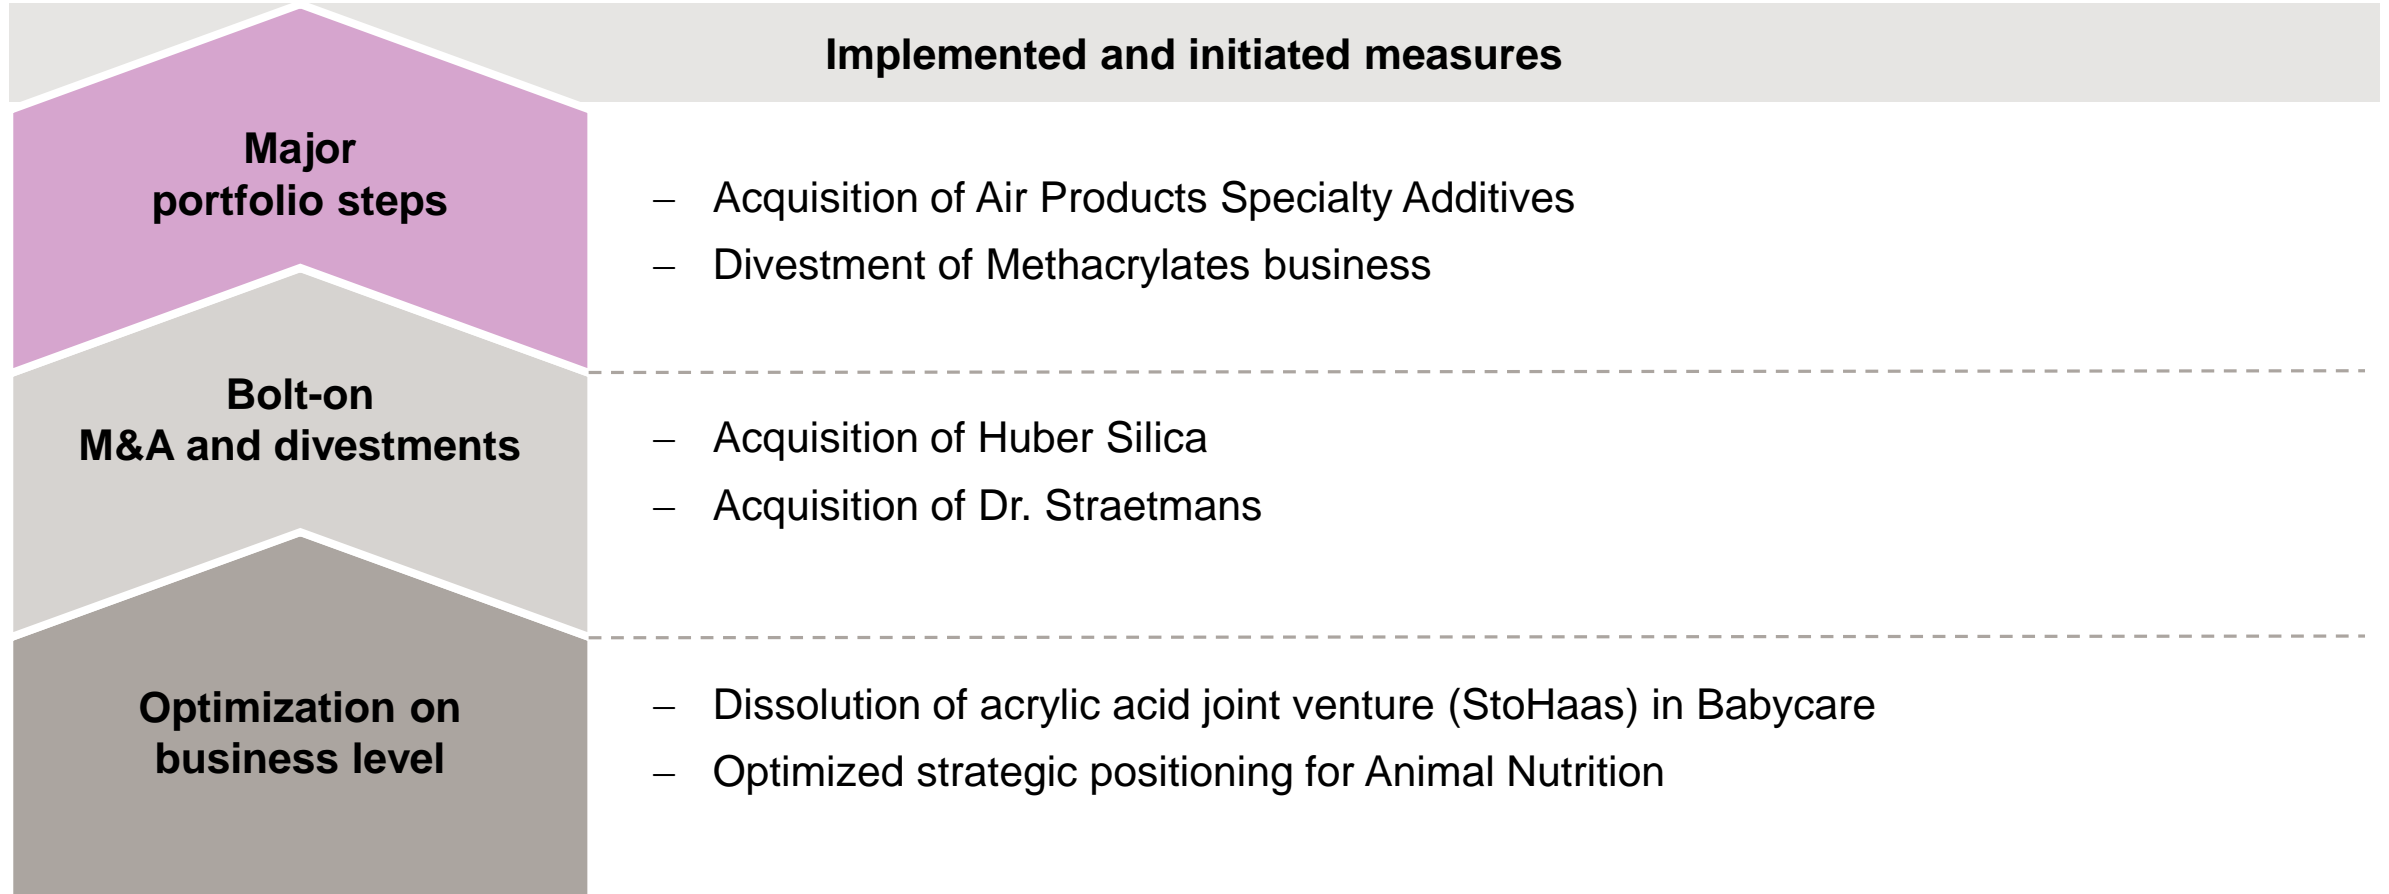 Implemented and initiated measures
Major
portfolio steps
– Acquisition of Air Products Specialty Additives
– Divestment of Methacrylates business
Bolt-on
M&A and divestments
– Acquisition of Huber Silica
– Acquisition of Dr. Straetmans
Optimization on
business level
– Dissolution of acrylic acid joint venture (StoHaas) in Babycare
– Optimized strategic positioning for Animal Nutrition